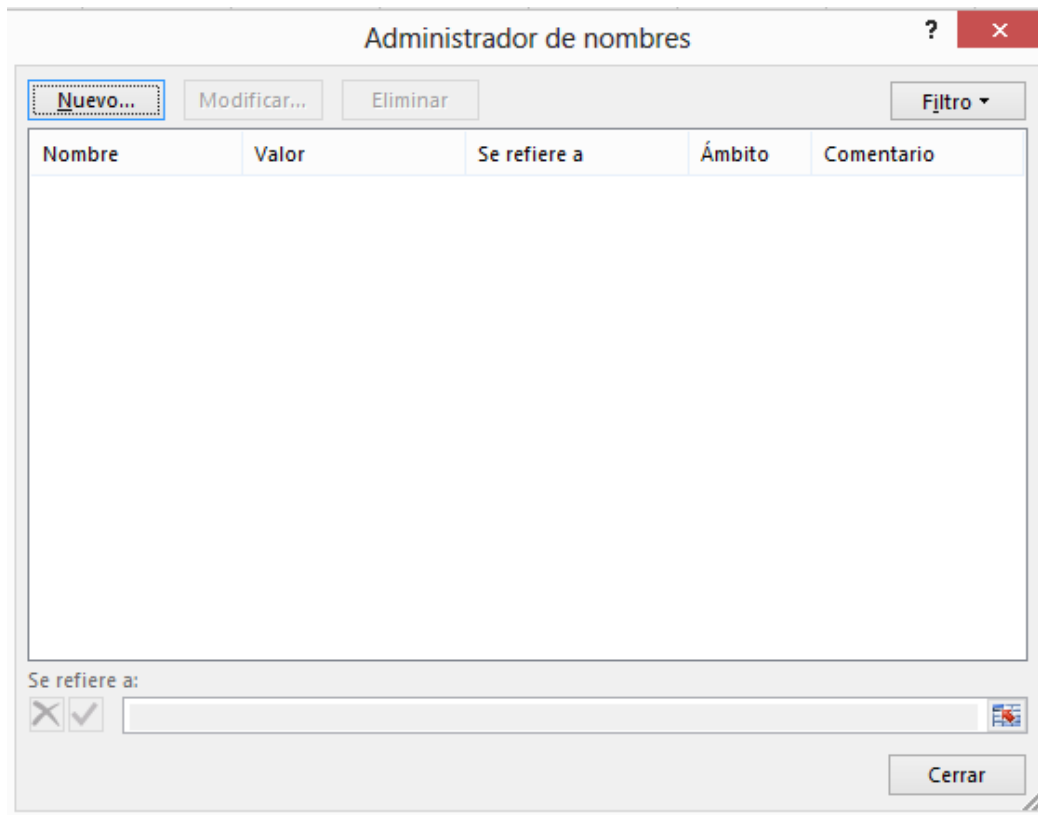 Administrador de nombres ?
Nuevo... Modificar... Eliminar Filtro
Nombre Valor Se refiere a Ámbito Comentario
Se refiere a:
Cerrar